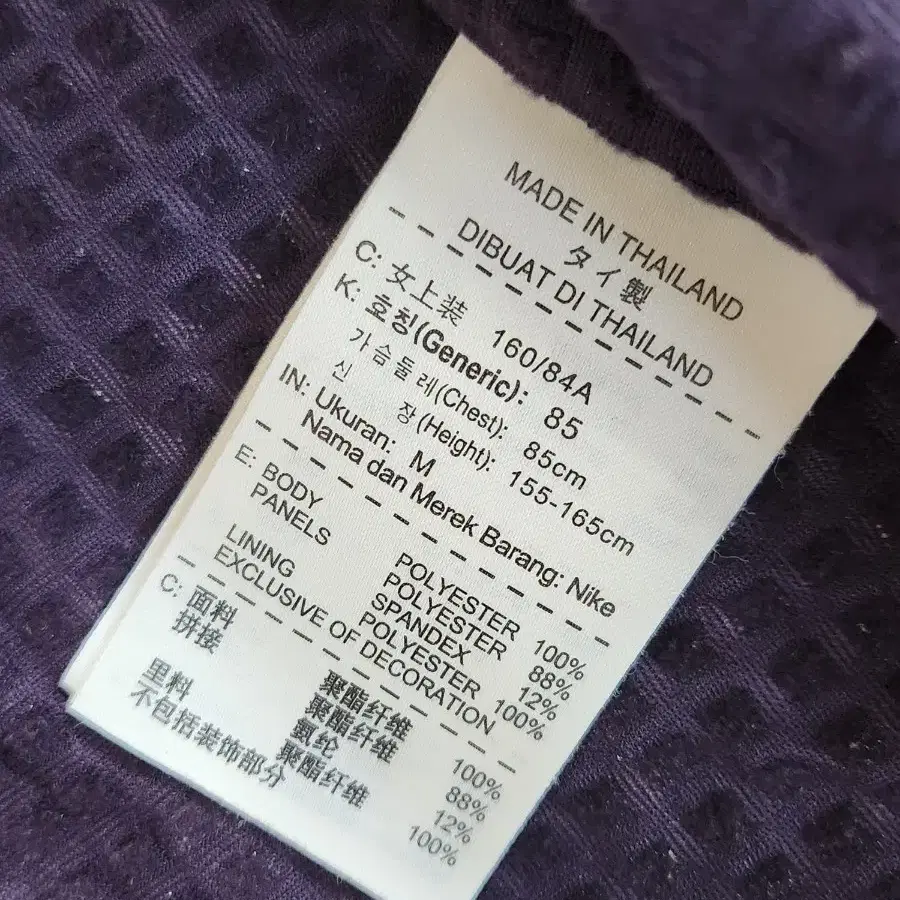 MADE IN THAILAND
タイ製
DIBUAT DI THAILAND
C: 女上装 160/84A
K: 호칭(Generic): 85
가슴둘레(Chest): 85cm
신 장(Height): 155-165cm
IN: Ukuran: M
Nama dan Merek Barang: Nike
E: BODY POLYESTER 100%
PANELS POLYESTER 88%
SPANDEX 12%
LINING POLYESTER 100%
EXCLUSIVE OF DECORATION
C: 面料 聚酯纤维 100%
拼接 聚酯纤维 88%
氨纶 12%
里料 聚酯纤维 100%
不包括装饰部分